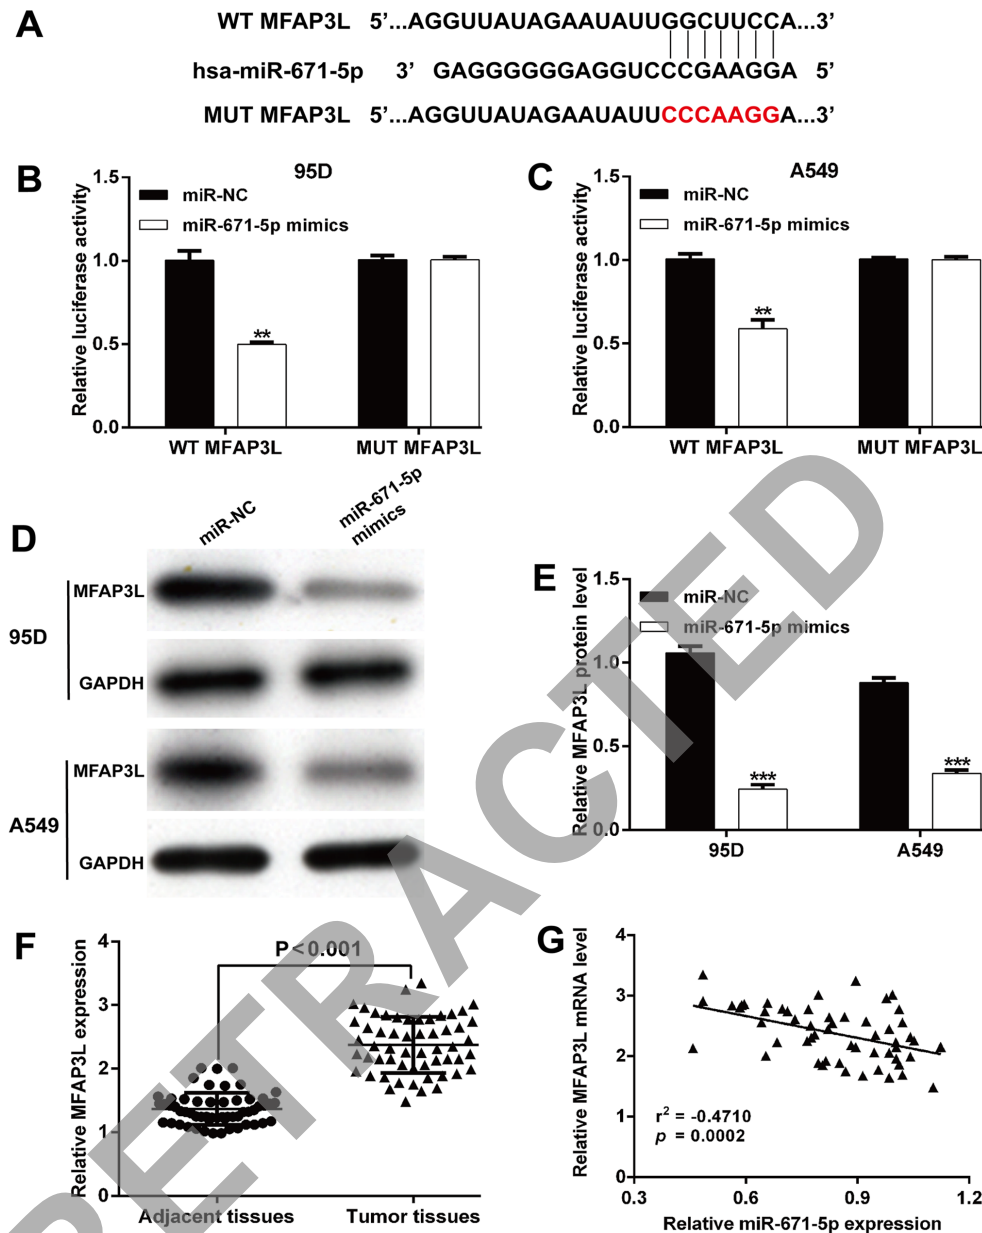 A
WT MFAP3L 5’...AGGUUAUAGAAUAUUGGCUUCCA...3’
hsa-miR-671-5p 3’ GAGGGGGGAGGUCCCGAAGGA 5’
MUT MFAP3L 5’...AGGUUAUAGAAUAUUCCCAAGGA...3’
B
95D
Relative luciferase activity
1.5
1.0
0.5
0.0
miR-NC
miR-671-5p mimics
**
WT MFAP3L MUT MFAP3L
C
A549
Relative luciferase activity
1.5
1.0
0.5
0.0
miR-NC
miR-671-5p mimics
**
WT MFAP3L MUT MFAP3L
D
miR-NC
miR-671-5p
mimics
95D
MFAP3L
GAPDH
A549
MFAP3L
GAPDH
E
Relative MFAP3L protein level
1.5
1.0
0.5
0.0
miR-NC
miR-671-5p mimics
***
***
95D A549
F
Relative MFAP3L expression
4
3
2
1
0
P<0.001
Adjacent tissues Tumor tissues
G
Relative MFAP3L mRNA level
4
3
2
1
0
r² = -0.4710
p = 0.0002
0.3 0.6 0.9 1.2
Relative miR-671-5p expression
RETRACTED